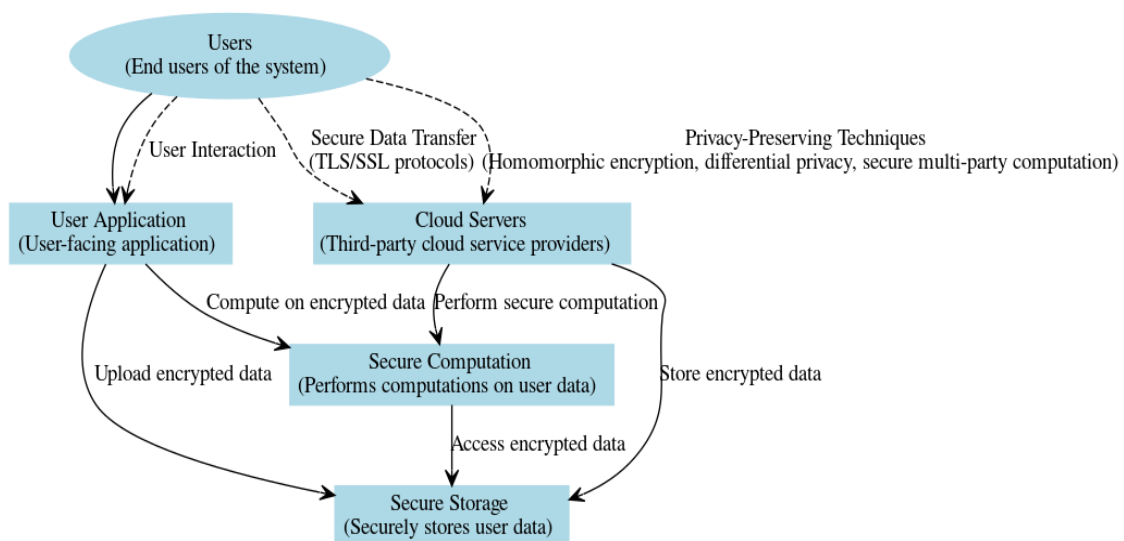 Users
(End users of the system)
User Interaction
Secure Data Transfer
(TLS/SSL protocols)
Privacy-Preserving Techniques
(Homomorphic encryption, differential privacy, secure multi-party computation)
User Application
(User-facing application)
Cloud Servers
(Third-party cloud service providers)
Compute on encrypted data
Perform secure computation
Secure Computation
(Performs computations on user data)
Upload encrypted data
Store encrypted data
Access encrypted data
Secure Storage
(Securely stores user data)